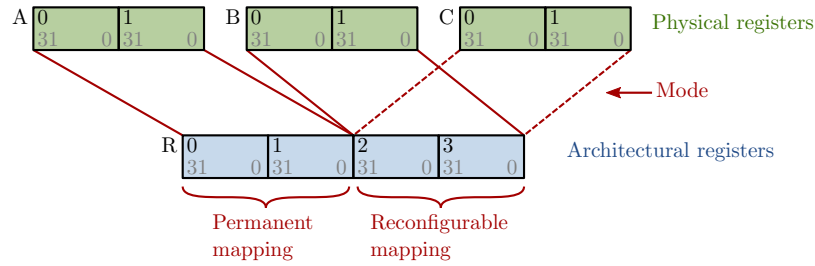 A 0 1 B 0 1 C 0 1 Physical registers
31 0 31 0 31 0 31 0 31 0 31 0
Mode
R 0 1 2 3 Architectural registers
31 0 31 0 31 0 31 0
Permanent
mapping
Reconfigurable
mapping